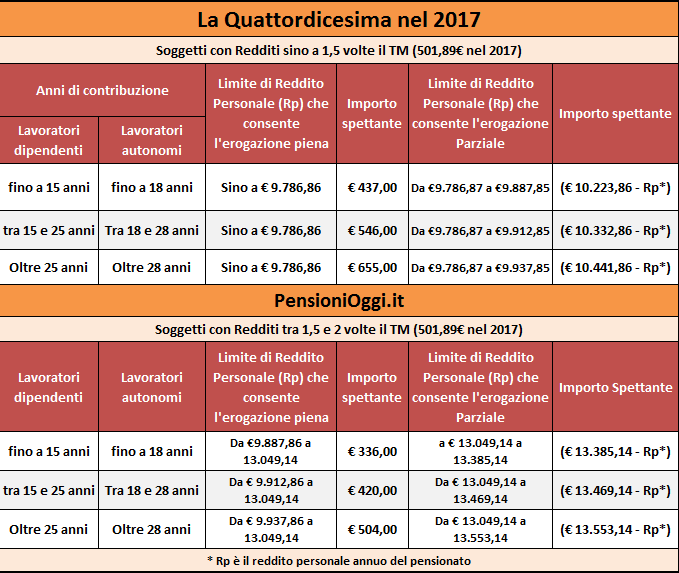 La Quattordicesima nel 2017
Soggetti con Redditi sino a 1,5 volte il TM (501,89€ nel 2017)
Anni di contribuzione
Lavoratori dipendenti
Lavoratori autonomi
Limite di Reddito
Personale (Rp) che
consente
l'erogazione piena
Importo
spettante
Limite di Reddito
Personale (Rp) che
consente l'erogazione
Parziale
Importo spettante
fino a 15 anni fino a 18 anni Sino a € 9.786,86 € 437,00 Da €9.786,87 a €9.887,85 (€ 10.223,86 - Rp*)
tra 15 e 25 anni Tra 18 e 28 anni Sino a € 9.786,86 € 546,00 Da €9.786,87 a €9.912,85 (€ 10.332,86 - Rp*)
Oltre 25 anni Oltre 28 anni Sino a € 9.786,86 € 655,00 Da €9.786,87 a €9.937,85 (€ 10.441,86 - Rp*)
PensioniOggi.it
Soggetti con Redditi tra 1,5 e 2 volte il TM (501,89€ nel 2017)
Lavoratori
dipendenti
Lavoratori
autonomi
Limite di Reddito
Personale (Rp) che
consente
l'erogazione piena
Importo
spettante
Limite di Reddito
Personale (Rp) che
consente l'erogazione
Parziale
Importo Spettante
fino a 15 anni fino a 18 anni Da €9.887,86 a 13.049,14 € 336,00 a € 13.049,14 a 13.385,14 (€ 13.385,14 - Rp*)
tra 15 e 25 anni Tra 18 e 28 anni Da € 9.912,86 a 13.049,14 € 420,00 Da € 13.049,14 a 13.469,14 (€ 13.469,14 - Rp*)
Oltre 25 anni Oltre 28 anni Da € 9.937,86 a 13.049,14 € 504,00 Da € 13.049,14 a 13.553,14 (€ 13.553,14 - Rp*)
* Rp è il reddito personale annuo del pensionato